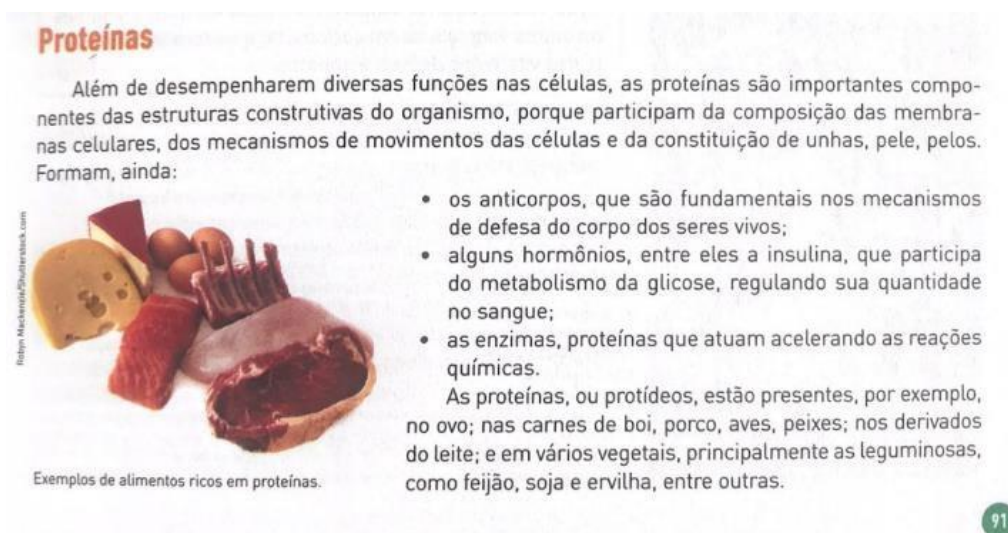 Proteínas
Além de desempenharem diversas funções nas células, as proteínas são importantes compo-
nentes das estruturas construtivas do organismo, porque participam da composição das membra-
nas celulares, dos mecanismos de movimentos das células e da constituição de unhas, pele, pelos.
Formam, ainda:
• os anticorpos, que são fundamentais nos mecanismos
de defesa do corpo dos seres vivos;
• alguns hormônios, entre eles a insulina, que participa
do metabolismo da glicose, regulando sua quantidade
no sangue;
• as enzimas, proteínas que atuam acelerando as reações
químicas.
As proteínas, ou protídeos, estão presentes, por exemplo,
no ovo; nas carnes de boi, porco, aves, peixes; nos derivados
do leite; e em vários vegetais, principalmente as leguminosas,
como feijão, soja e ervilha, entre outras.
Robyn Mackenzie/Shutterstock.com
Exemplos de alimentos ricos em proteínas.
91